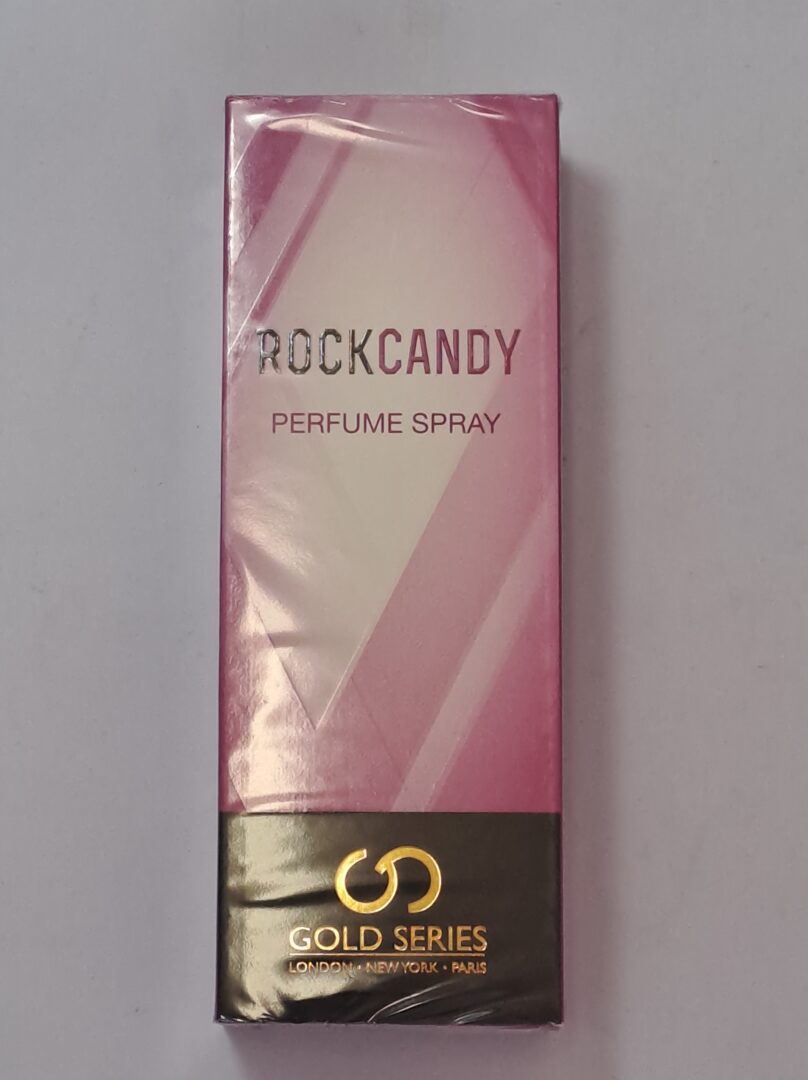 ROCKCANDY
PERFUME SPRAY
GOLD SERIES
LONDON • NEW YORK • PARIS